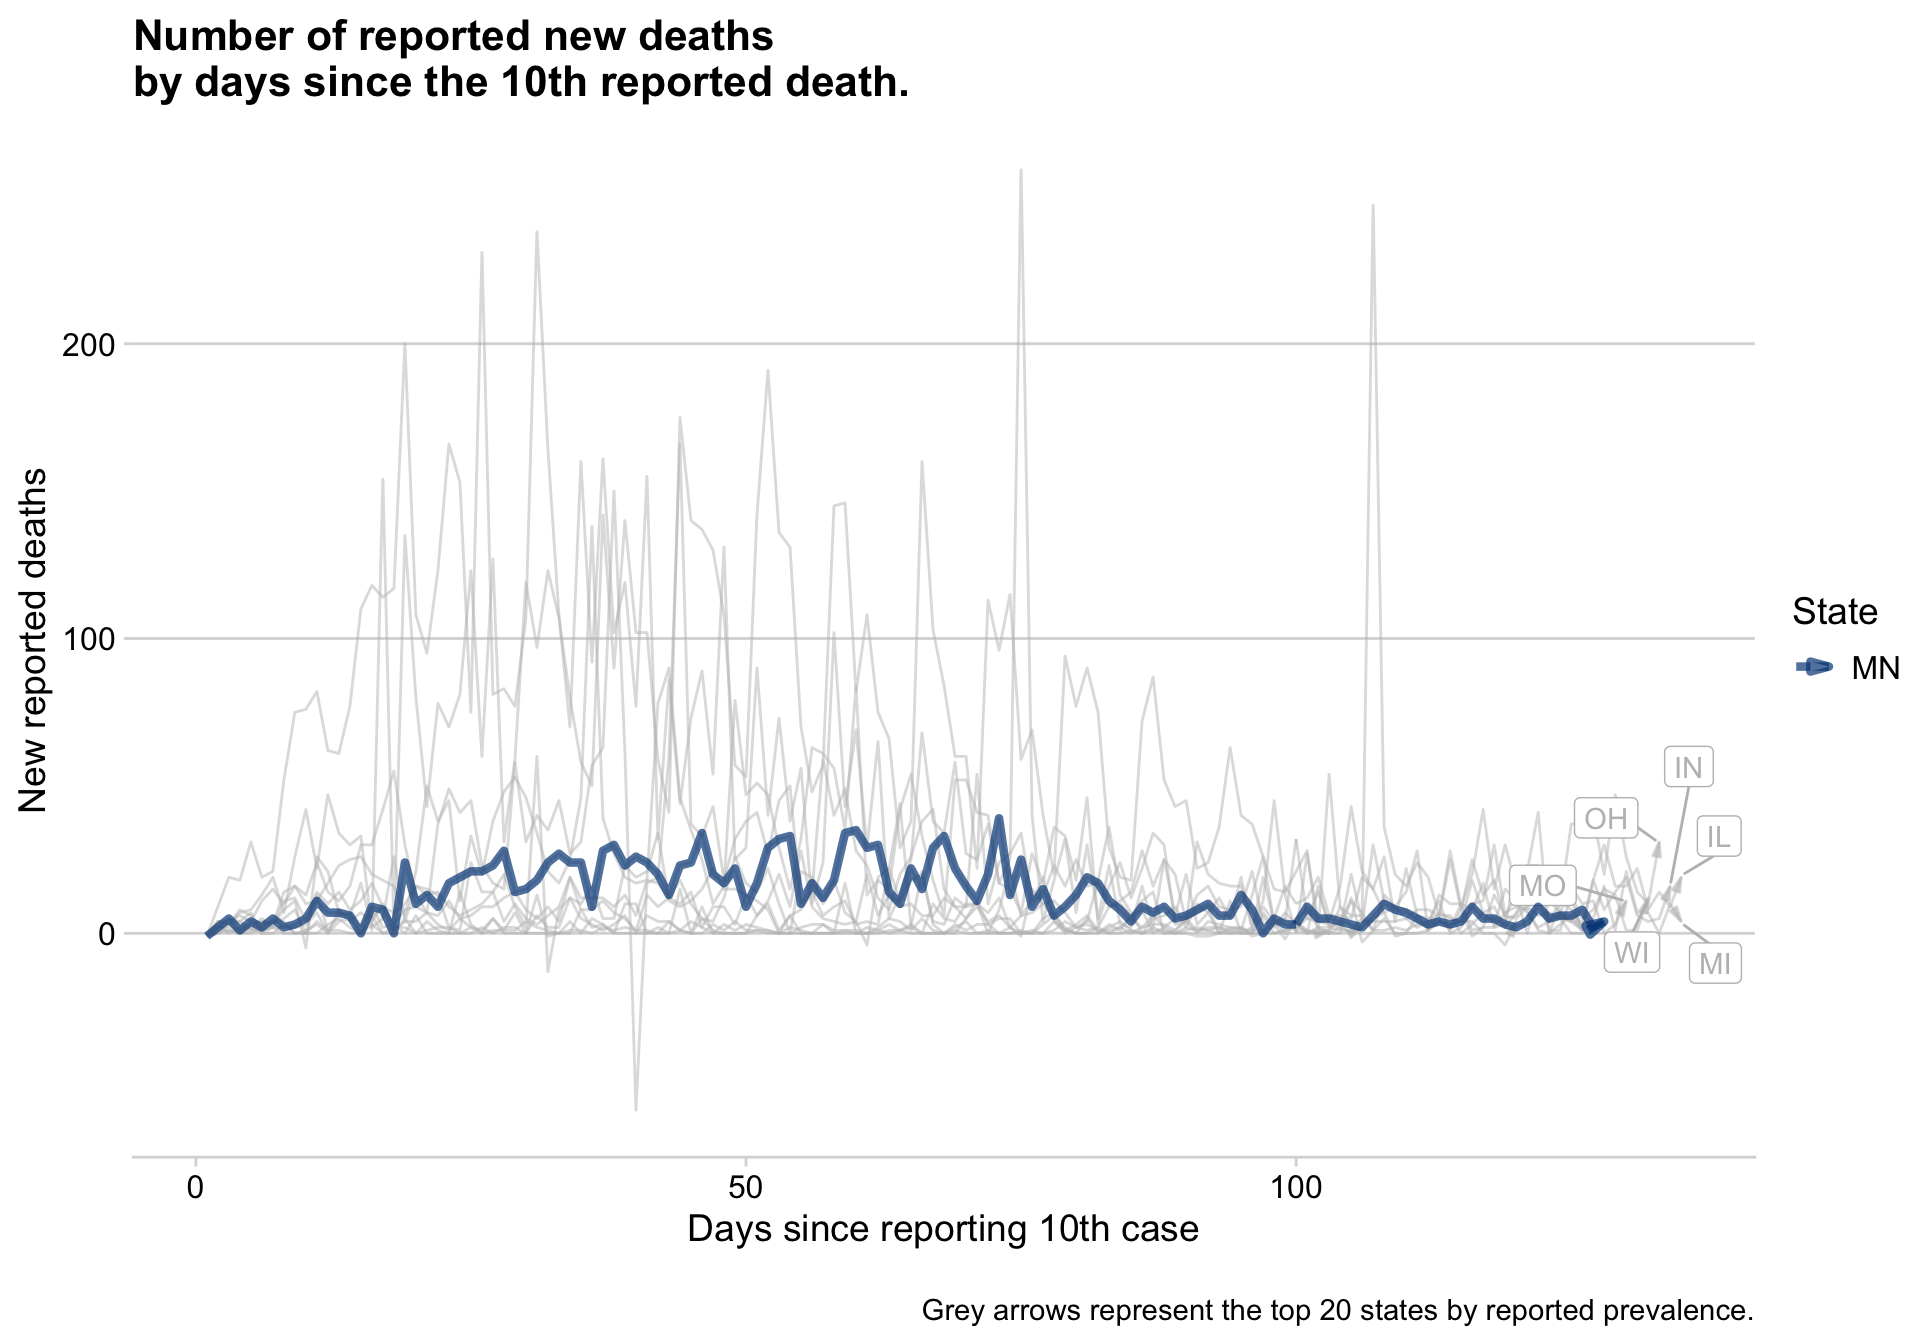 Number of reported new deaths
by days since the 10th reported death.
New reported deaths
200
100
0
0
50
100
Days since reporting 10th case
State
MN
IN
OH
IL
MO
WI
MI
Grey arrows represent the top 20 states by reported prevalence.